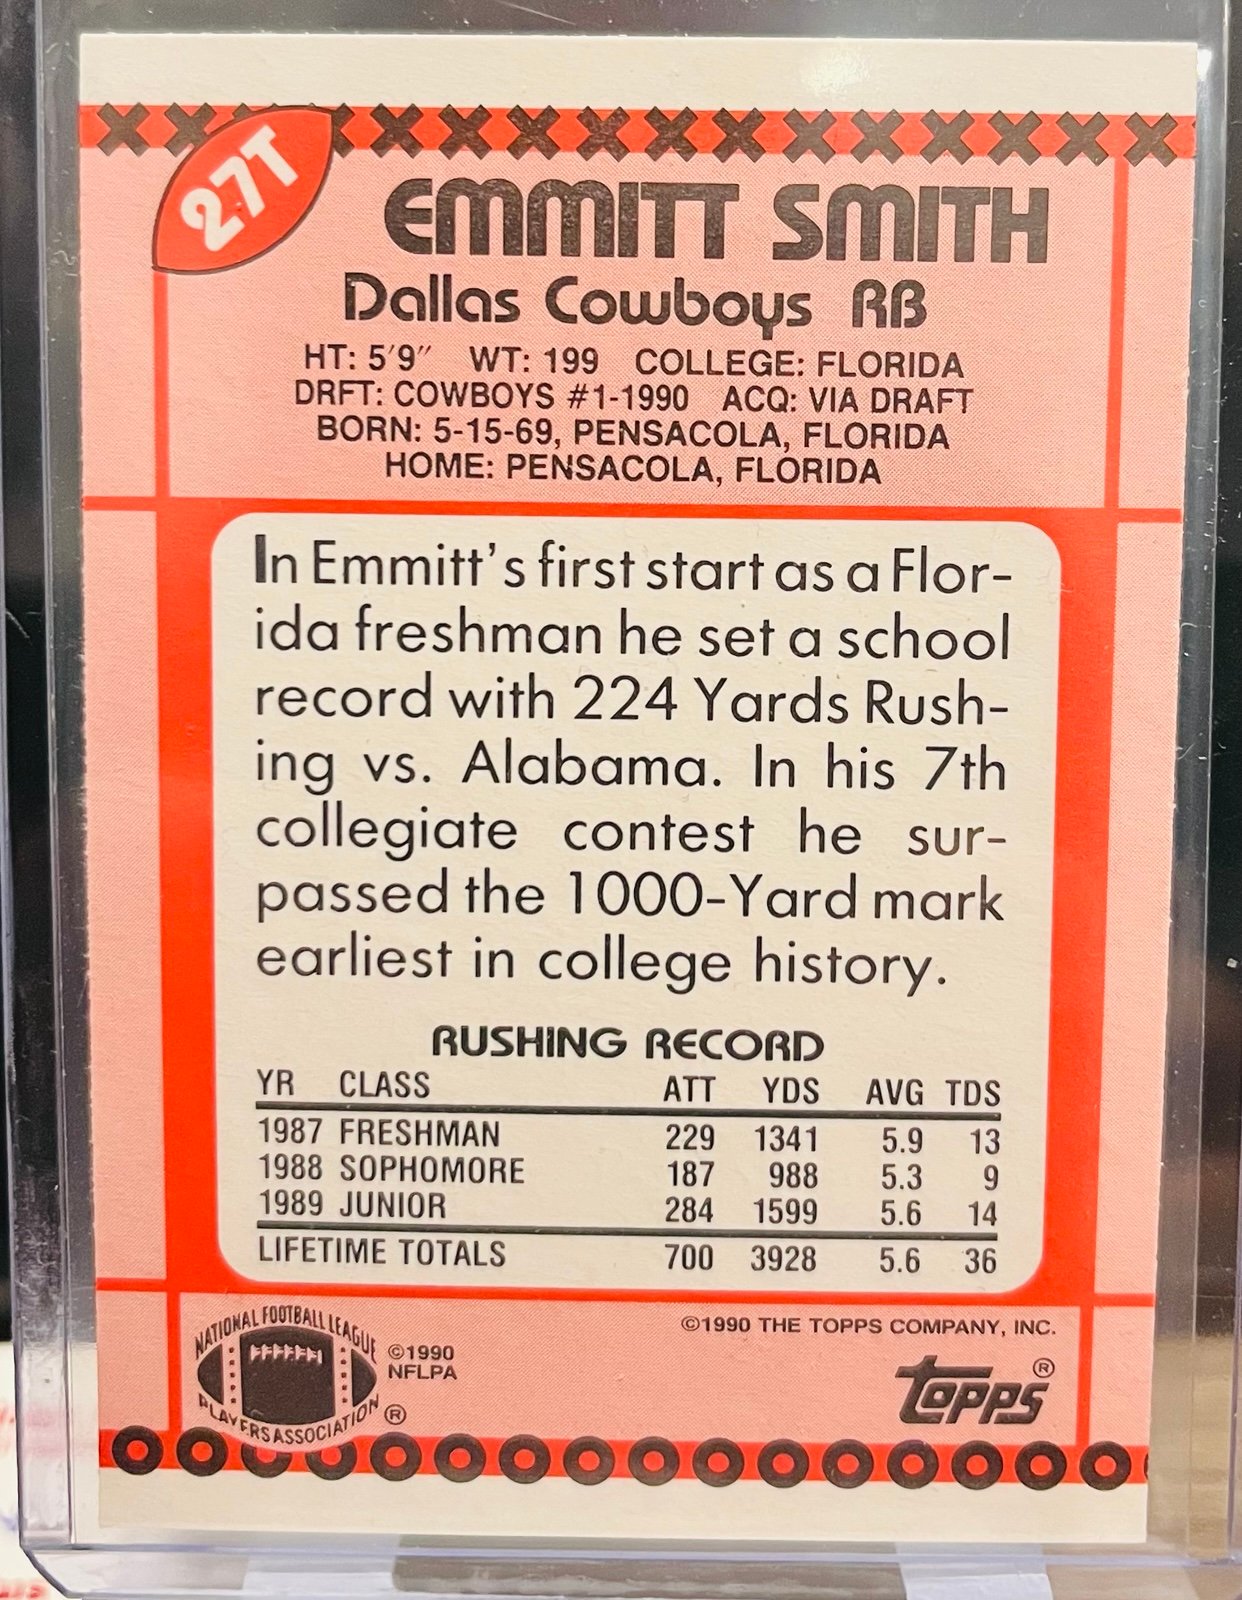 27T
EMMITT SMITH
Dallas Cowboys RB
HT: 5'9" WT: 199 COLLEGE: FLORIDA
DRFT: COWBOYS #1-1990 ACQ: VIA DRAFT
BORN: 5-15-69, PENSACOLA, FLORIDA
HOME: PENSACOLA, FLORIDA
In Emmitt's first start as a Flor-
ida freshman he set a school
record with 224 Yards Rush-
ing vs. Alabama. In his 7th
collegiate contest he sur-
passed the 1000-Yard mark
earliest in college history.
RUSHING RECORD
YR CLASS ATT YDS AVG TDS
1987 FRESHMAN 229 1341 5.9 13
1988 SOPHOMORE 187 988 5.3 9
1989 JUNIOR 284 1599 5.6 14
LIFETIME TOTALS 700 3928 5.6 36
NATIONAL FOOTBALL LEAGUE
PLAYERS ASSOCIATION ®
©1990
NFLPA
©1990 THE TOPPS COMPANY, INC.
topps®